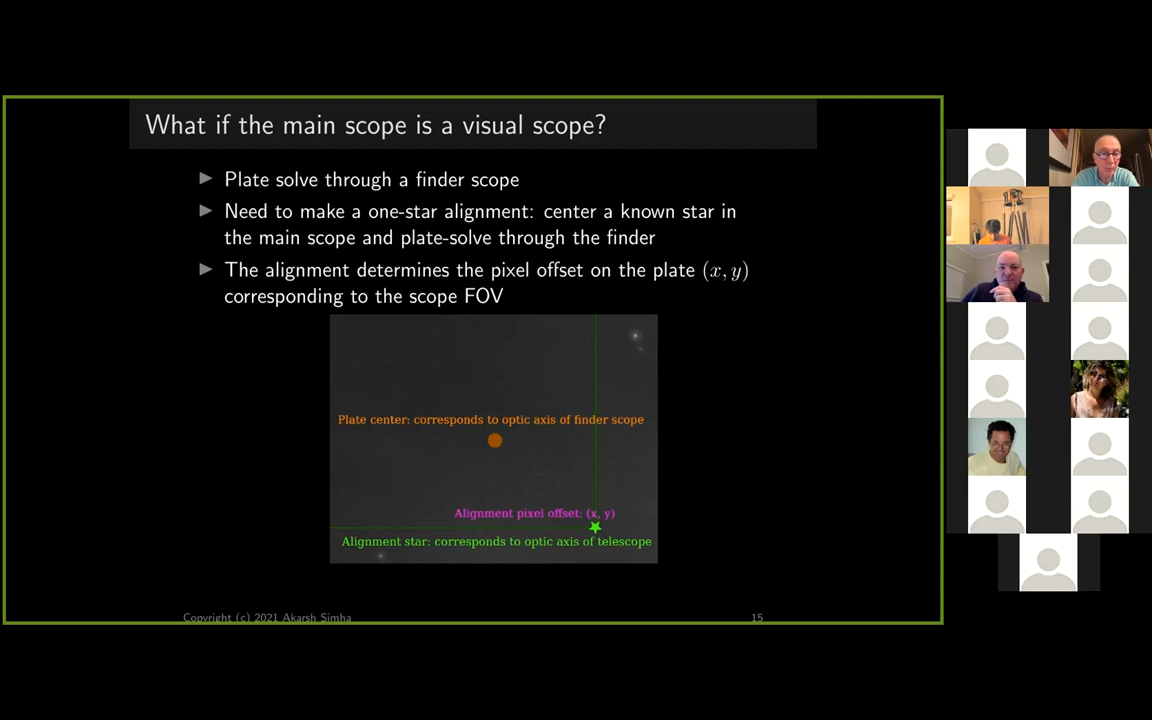 What if the main scope is a visual scope?
Plate solve through a finder scope
Need to make a one-star alignment: center a known star in
the main scope and plate-solve through the finder
The alignment determines the pixel offset on the plate (x, y)
corresponding to the scope FOV
Plate center: corresponds to optic axis of finder scope
Alignment pixel offset: (x, y)
Alignment star: corresponds to optic axis of telescope
Copyright (c) 2021 Akarsh Simha
15